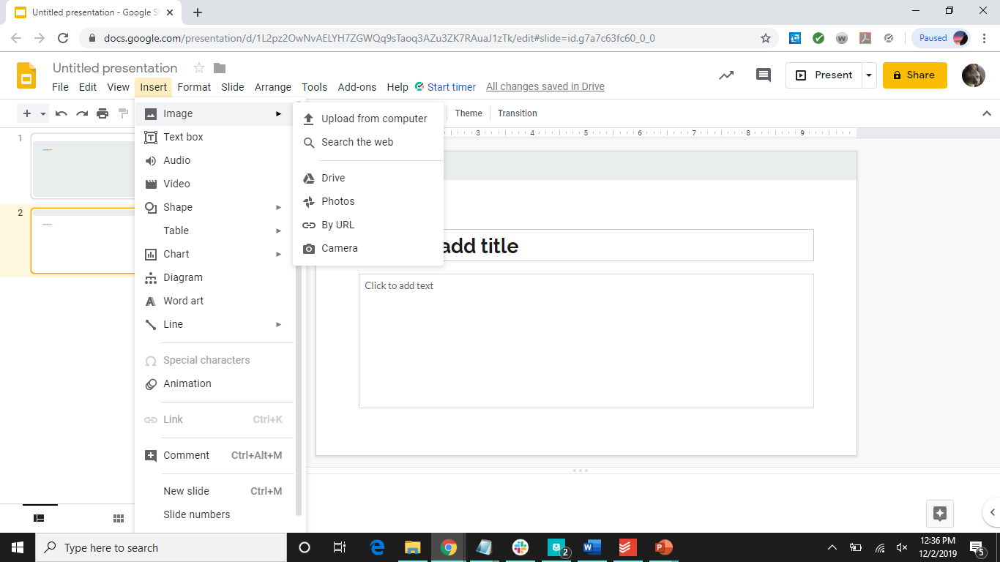 Untitled presentation - Google Sl
docs.google.com/presentation/d/1L2pz2OwNvAELYH7ZGWQq9sTaoq3AZu3ZK7RAuaJ1zTk/edit#slide=id.g7a7c63fc60_0_0
Paused
Untitled presentation
File Edit View Insert Format Slide Arrange Tools Add-ons Help Start timer All changes saved in Drive
Present
Share
Theme Transition
Image
Text box
Audio
Video
Shape
Table
Chart
Diagram
Word art
Line
Special characters
Animation
Link Ctrl+K
Comment Ctrl+Alt+M
New slide Ctrl+M
Slide numbers
Upload from computer
Search the web
Drive
Photos
By URL
Camera
3 4 5 6 7 8 9
1
2
add title
Click to add text
Type here to search
2
12:36 PM
12/2/2019
5